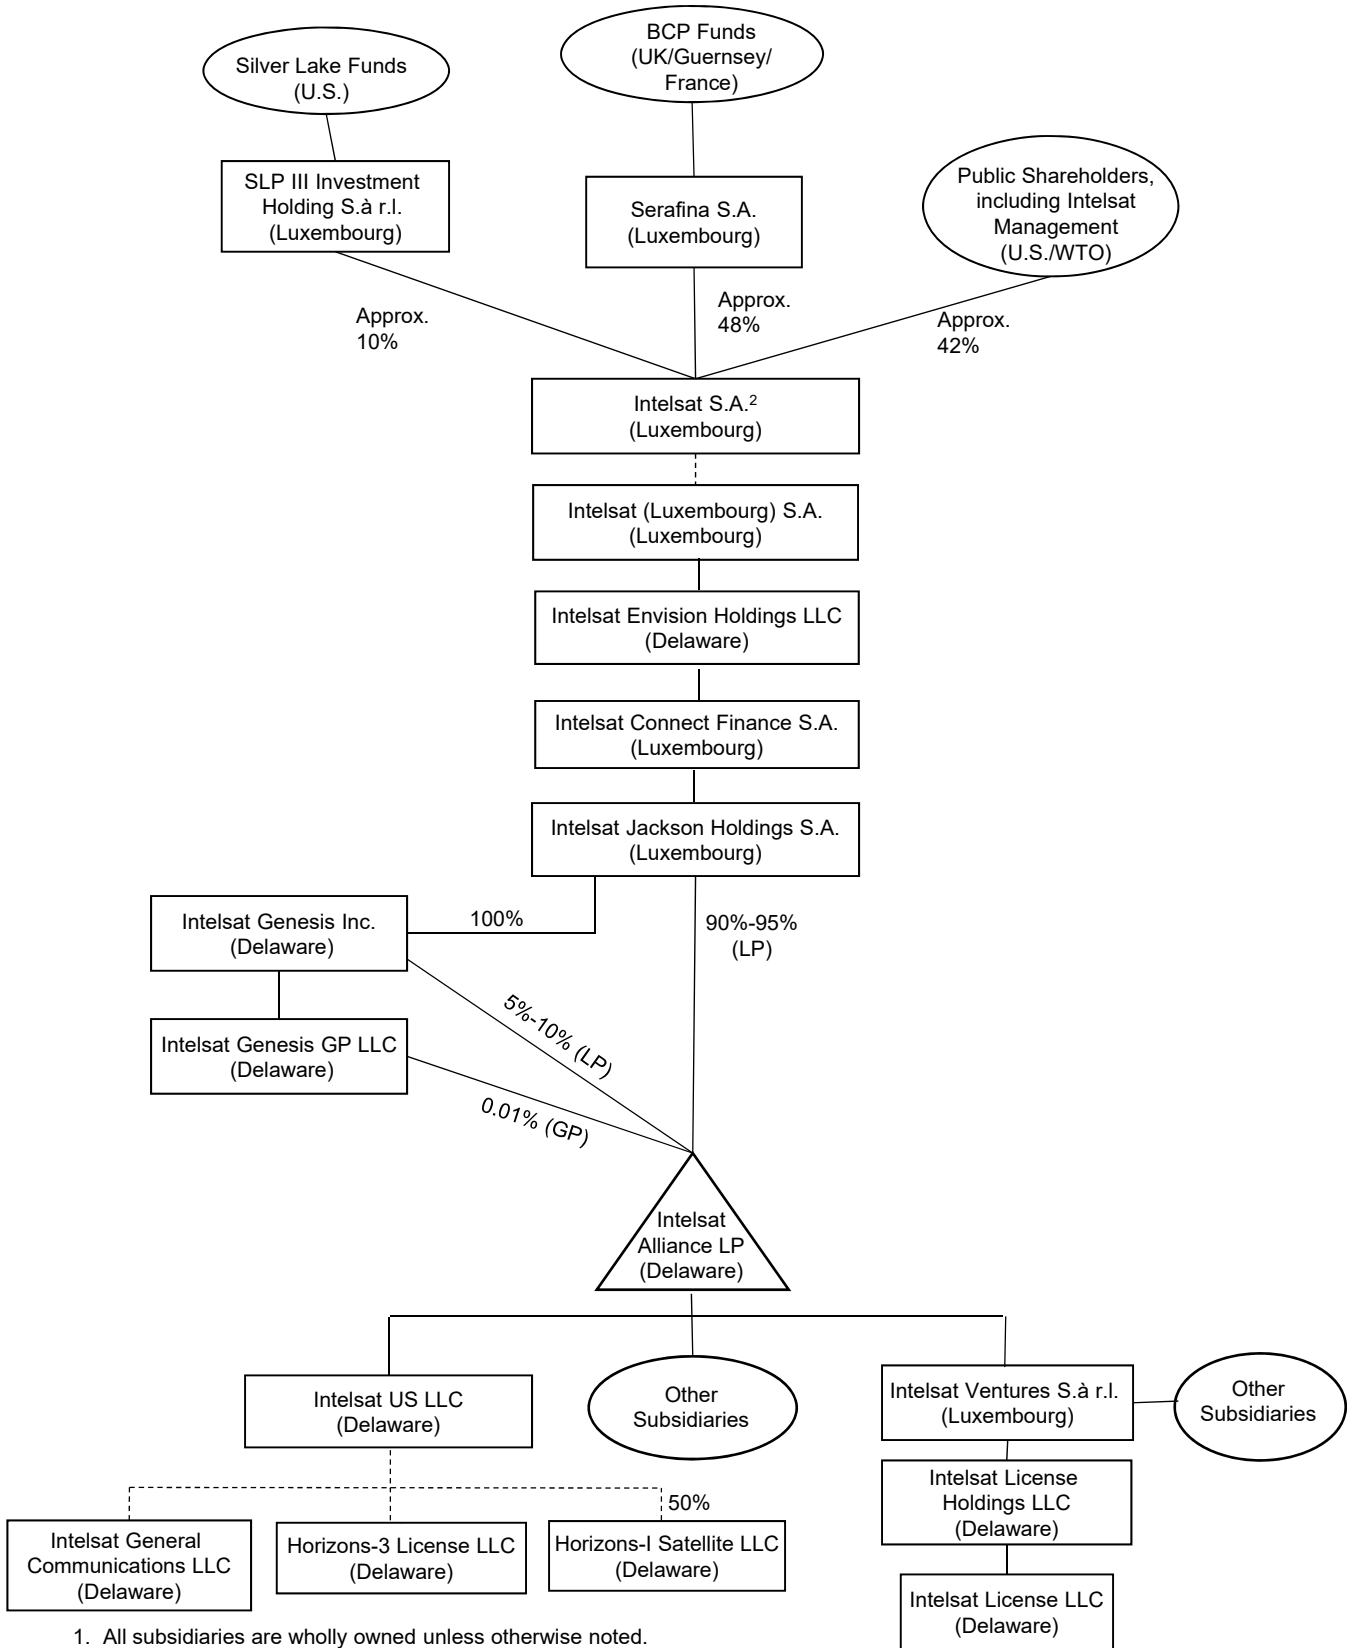 Silver Lake Funds
(U.S.)
BCP Funds
(UK/Guernsey/
France)
SLP III Investment
Holding S.à r.l.
(Luxembourg)
Serafina S.A.
(Luxembourg)
Public Shareholders,
including Intelsat
Management
(U.S./WTO)
Approx.
10%
Approx.
48%
Approx.
42%
Intelsat S.A.²
(Luxembourg)
Intelsat (Luxembourg) S.A.
(Luxembourg)
Intelsat Envision Holdings LLC
(Delaware)
Intelsat Connect Finance S.A.
(Luxembourg)
Intelsat Jackson Holdings S.A.
(Luxembourg)
Intelsat Genesis Inc.
(Delaware)
100%
90%-95%
(LP)
5%-10% (LP)
Intelsat Genesis GP LLC
(Delaware)
0.01% (GP)
Intelsat
Alliance LP
(Delaware)
Intelsat US LLC
(Delaware)
Other
Subsidiaries
Intelsat Ventures S.à r.l.
(Luxembourg)
Other
Subsidiaries
50%
Intelsat General
Communications LLC
(Delaware)
Horizons-3 License LLC
(Delaware)
Horizons-I Satellite LLC
(Delaware)
Intelsat License
Holdings LLC
(Delaware)
Intelsat License LLC
(Delaware)
1. All subsidiaries are wholly owned unless otherwise noted.